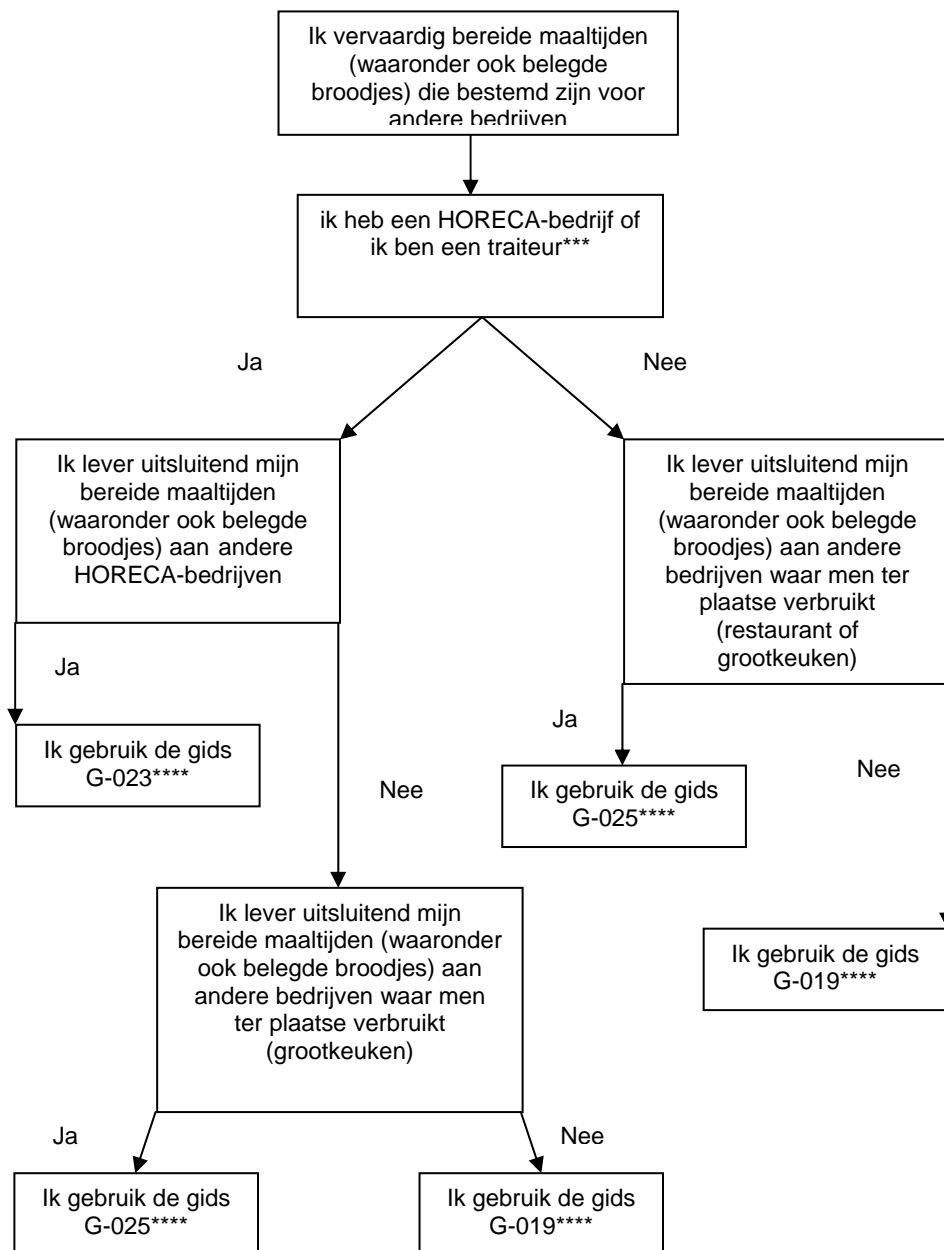 Ik vervaardig bereide maaltijden
(waaronder ook belegde
broodjes) die bestemd zijn voor
andere bedrijven
ik heb een HORECA-bedrijf of
ik ben een traiteur***
Ja
Nee
Ik lever uitsluitend mijn
bereide maaltijden
(waaronder ook belegde
broodjes) aan andere
HORECA-bedrijven
Ik lever uitsluitend mijn
bereide maaltijden
(waaronder ook belegde
broodjes) aan andere
bedrijven waar men ter
plaatse verbruikt
(restaurant of
grootkeuken)
Ja
Ik gebruik de gids
G-023****
Nee
Ja
Ik gebruik de gids
G-025****
Nee
Ik lever uitsluitend mijn
bereide maaltijden (waaronder
ook belegde broodjes) aan
andere bedrijven waar men
ter plaatse verbruikt
(grootkeuken)
Ik gebruik de gids
G-019****
Ja
Nee
Ik gebruik de gids
G-025****
Ik gebruik de gids
G-019****